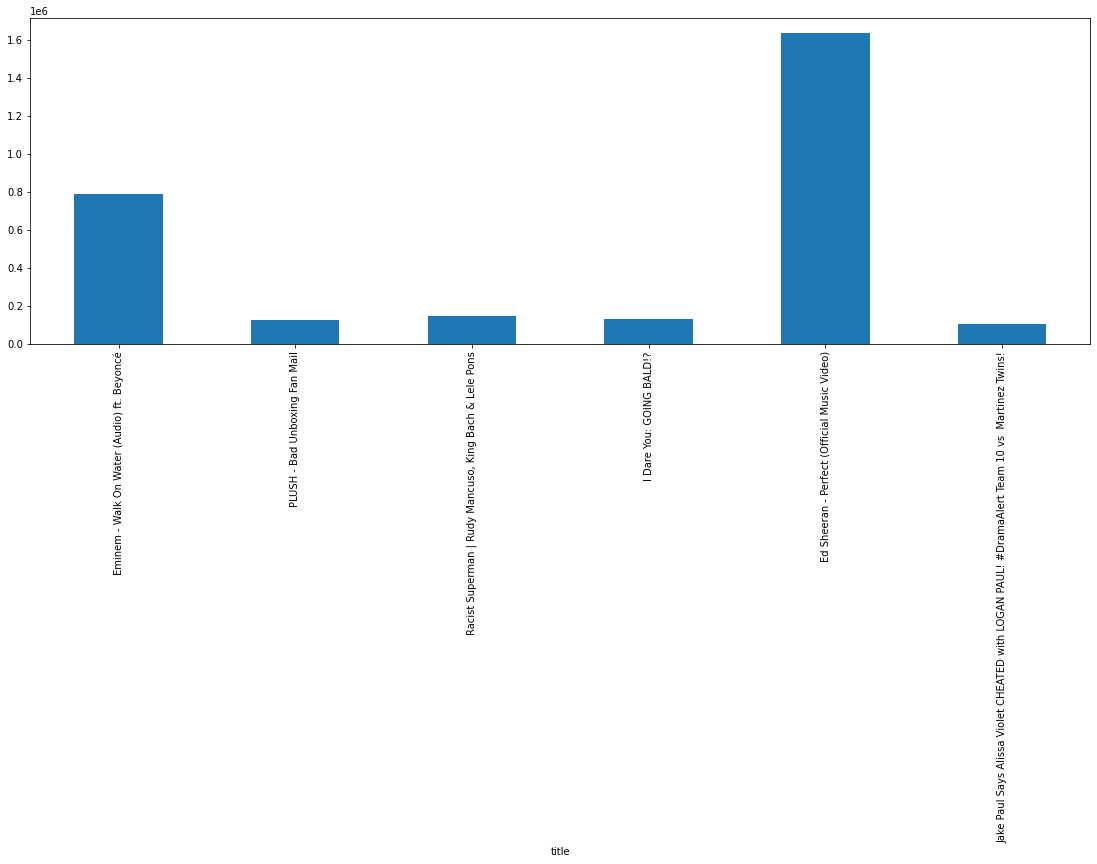 1e6
1.6
1.4
1.2
1.0
0.8
0.6
0.4
0.2
0.0
Eminem - Walk On Water (Audio) ft. Beyoncé
PLUSH - Bad Unboxing Fan Mail
Racist Superman | Rudy Mancuso, King Bach & Lele Pons
I Dare You: GOING BALD!?
Ed Sheeran - Perfect (Official Music Video)
Jake Paul Says Alissa Violet CHEATED with LOGAN PAUL! #DramaAlert Team 10 vs  Martinez Twins!
title